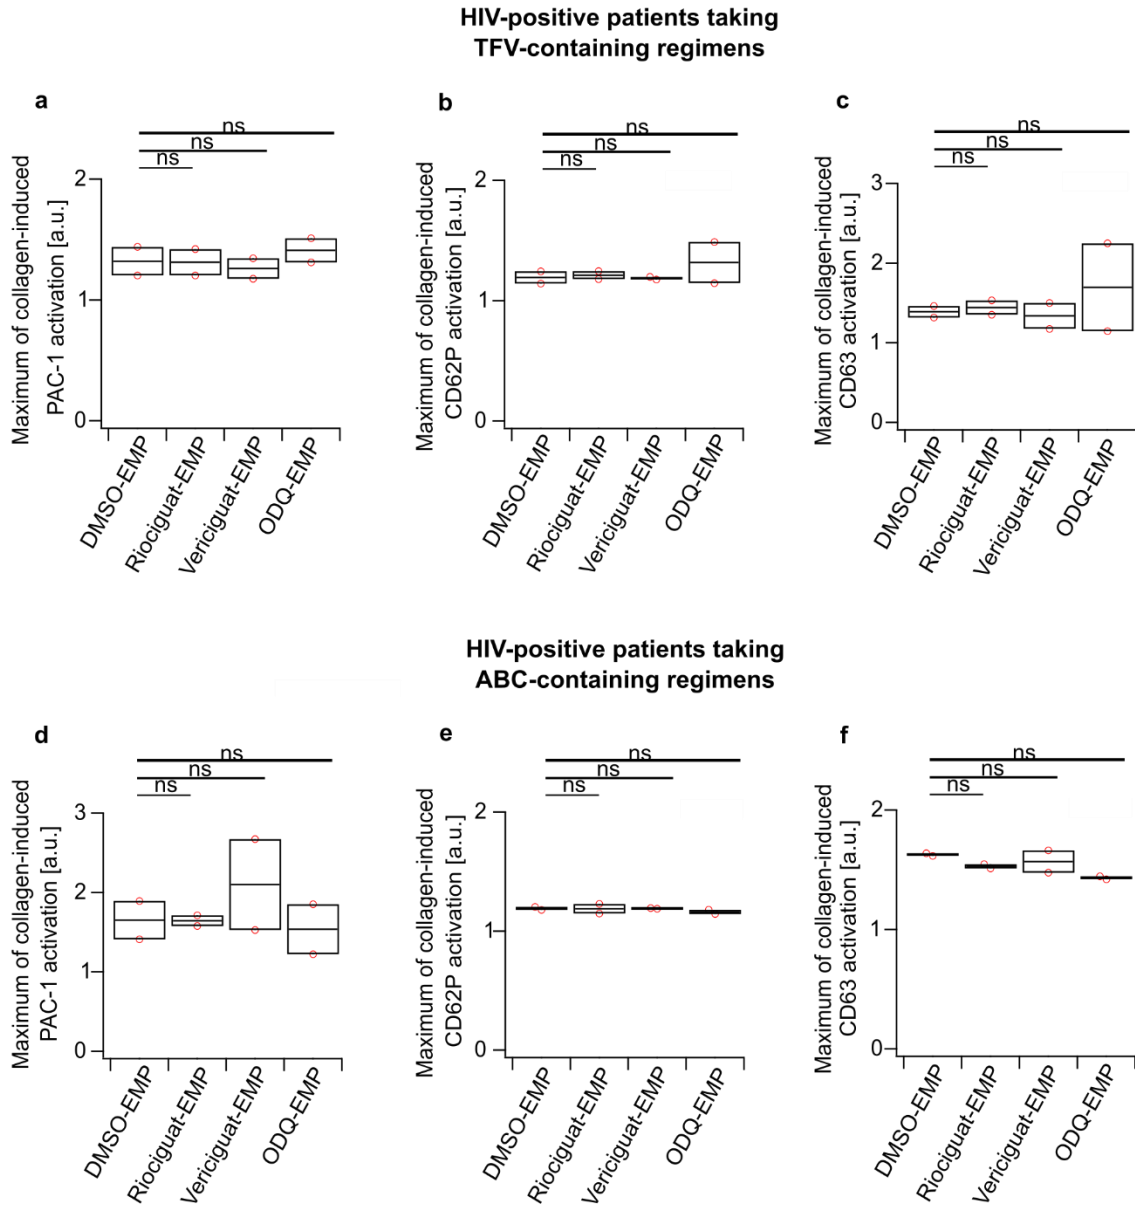 HIV-positive patients taking
TFV-containing regimens
a
ns
ns
ns
Maximum of collagen-induced
PAC-1 activation [a.u.]
2
1
0
DMSO-EMP
Riociguat-EMP
Vericiguat-EMP
ODQ-EMP
b
ns
ns
ns
Maximum of collagen-induced
CD62P activation [a.u.]
2
1
0
DMSO-EMP
Riociguat-EMP
Vericiguat-EMP
ODQ-EMP
c
ns
ns
ns
Maximum of collagen-induced
CD63 activation [a.u.]
3
2
1
0
DMSO-EMP
Riociguat-EMP
Vericiguat-EMP
ODQ-EMP
HIV-positive patients taking
ABC-containing regimens
d
ns
ns
ns
Maximum of collagen-induced
PAC-1 activation [a.u.]
3
2
1
0
DMSO-EMP
Riociguat-EMP
Vericiguat-EMP
ODQ-EMP
e
ns
ns
ns
Maximum of collagen-induced
CD62P activation [a.u.]
2
1
0
DMSO-EMP
Riociguat-EMP
Vericiguat-EMP
ODQ-EMP
f
ns
ns
ns
Maximum of collagen-induced
CD63 activation [a.u.]
2
1
0
DMSO-EMP
Riociguat-EMP
Vericiguat-EMP
ODQ-EMP